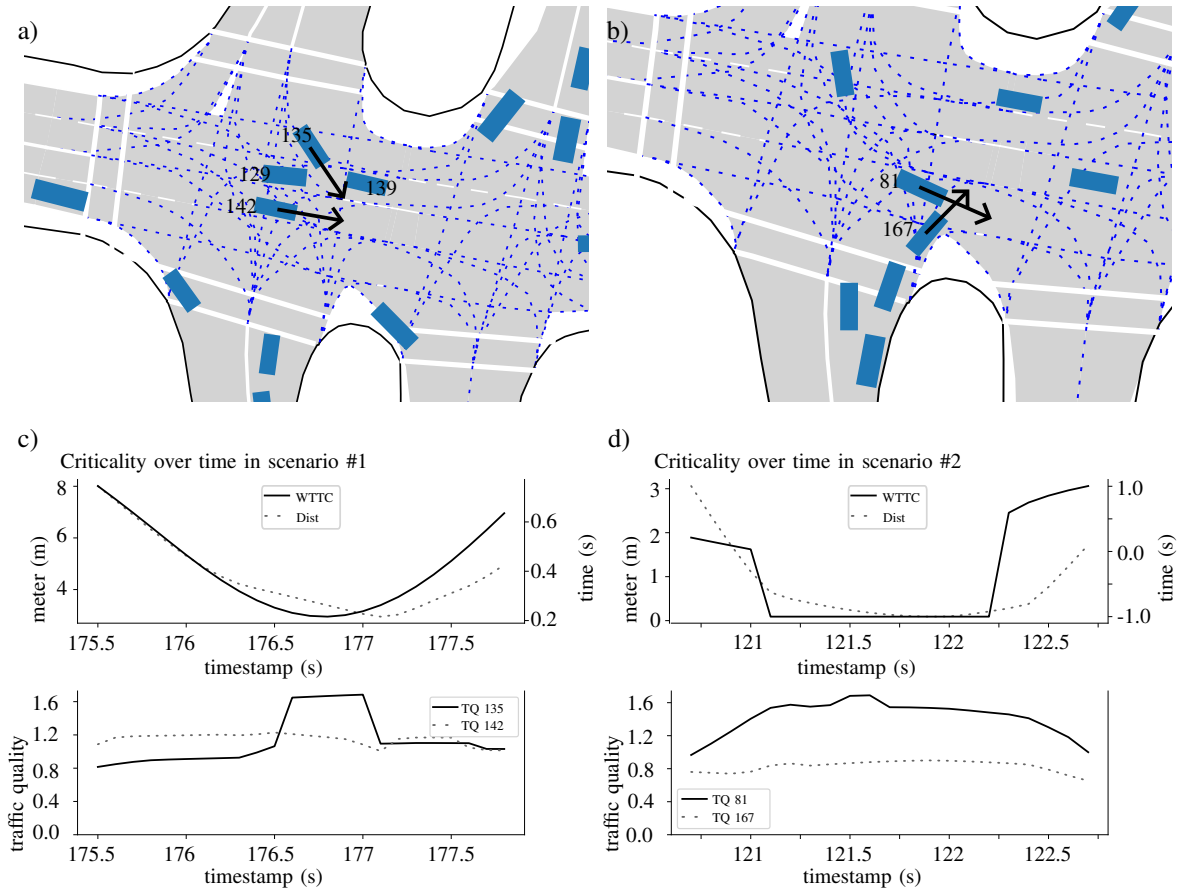 a)
135
129
139
142
b)
81
167
c)
Criticality over time in scenario #1
8
6
4
meter (m)
WTTC
Dist
0.6
0.4
0.2
time (s)
175.5 176 176.5 177 177.5
timestamp (s)
1.6
1.2
0.8
0.4
0.0
traffic quality
TQ 135
TQ 142
175.5 176 176.5 177 177.5
timestamp (s)
d)
Criticality over time in scenario #2
3
2
1
0
meter (m)
WTTC
Dist
1.0
0.0
-1.0
time (s)
121 121.5 122 122.5
timestamp (s)
1.6
1.2
0.8
0.4
0.0
traffic quality
TQ 81
TQ 167
121 121.5 122 122.5
timestamp (s)